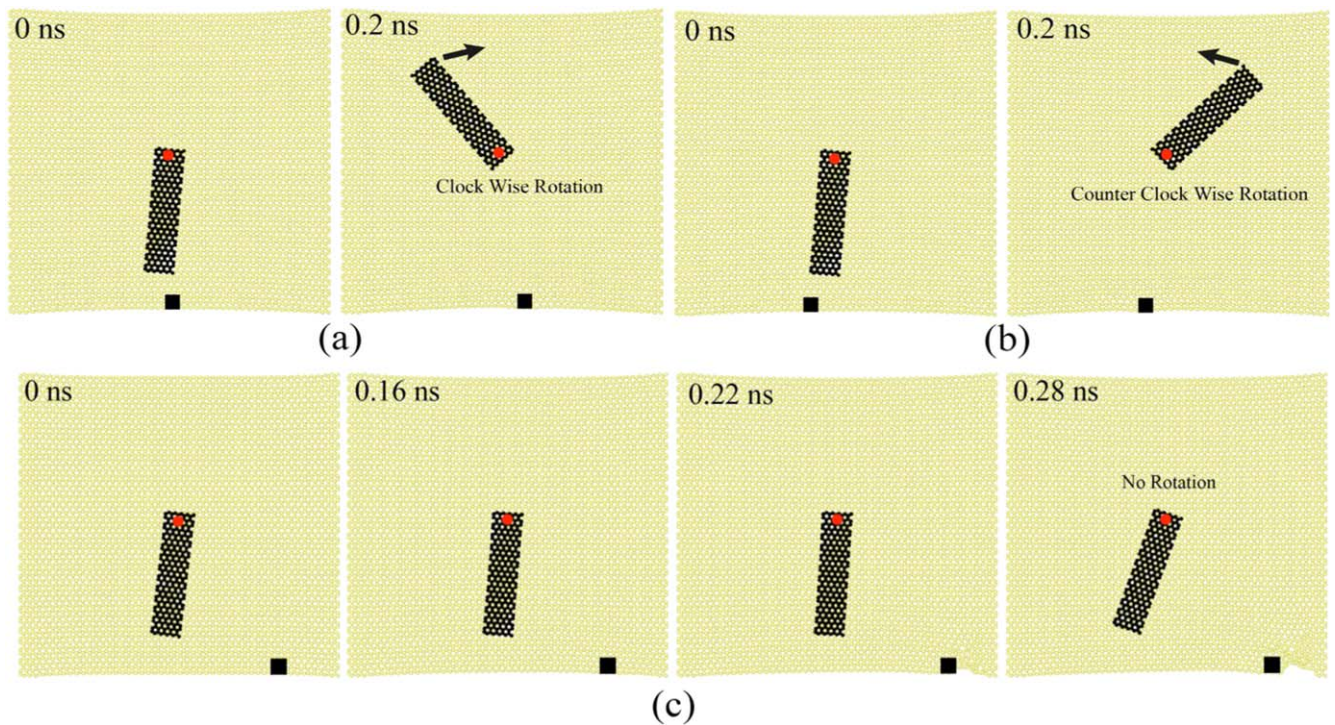 0 ns
0.2 ns
0 ns
0.2 ns
Clock Wise Rotation
Counter Clock Wise Rotation
(a)
(b)
0 ns
0.16 ns
0.22 ns
0.28 ns
No Rotation
(c)